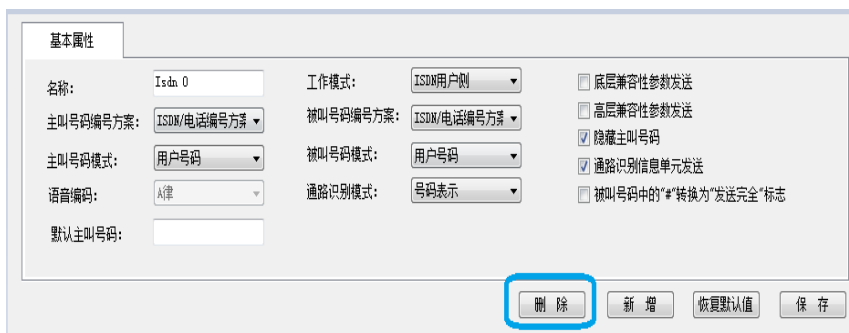 基本属性
名称: Isdn 0 工作模式: ISDN用户侧 底层兼容性参数发送
主叫号码编号方案: ISDN/电话编号方案 被叫号码编号方案: ISDN/电话编号方案 高层兼容性参数发送
隐藏主叫号码
主叫号码模式: 用户号码 被叫号码模式: 用户号码 通路识别信息单元发送
语音编码: A律 通路识别模式: 号码表示 被叫号码中的"#"转换为"发送完全"标志
默认主叫号码:
删 除 新 增 恢复默认值 保 存